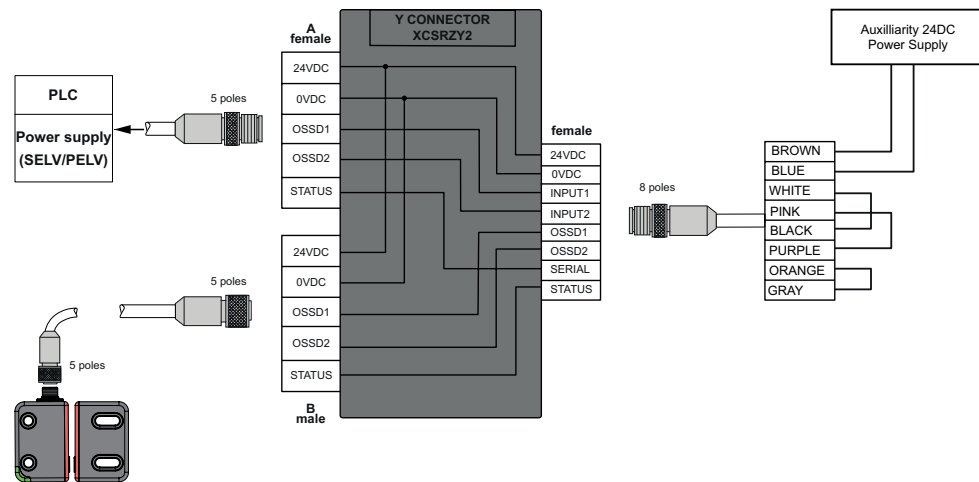 Y CONNECTOR
XCSRZY2
A
female
24VDC
0VDC
OSSD1
OSSD2
STATUS
PLC
Power supply
(SELV/PELV)
5 poles
Auxilliarity 24DC
Power Supply
female
24VDC
0VDC
INPUT1
INPUT2
OSSD1
OSSD2
SERIAL
STATUS
8 poles
BROWN
BLUE
WHITE
PINK
BLACK
PURPLE
ORANGE
GRAY
24VDC
0VDC
OSSD1
OSSD2
STATUS
B
male
5 poles
5 poles